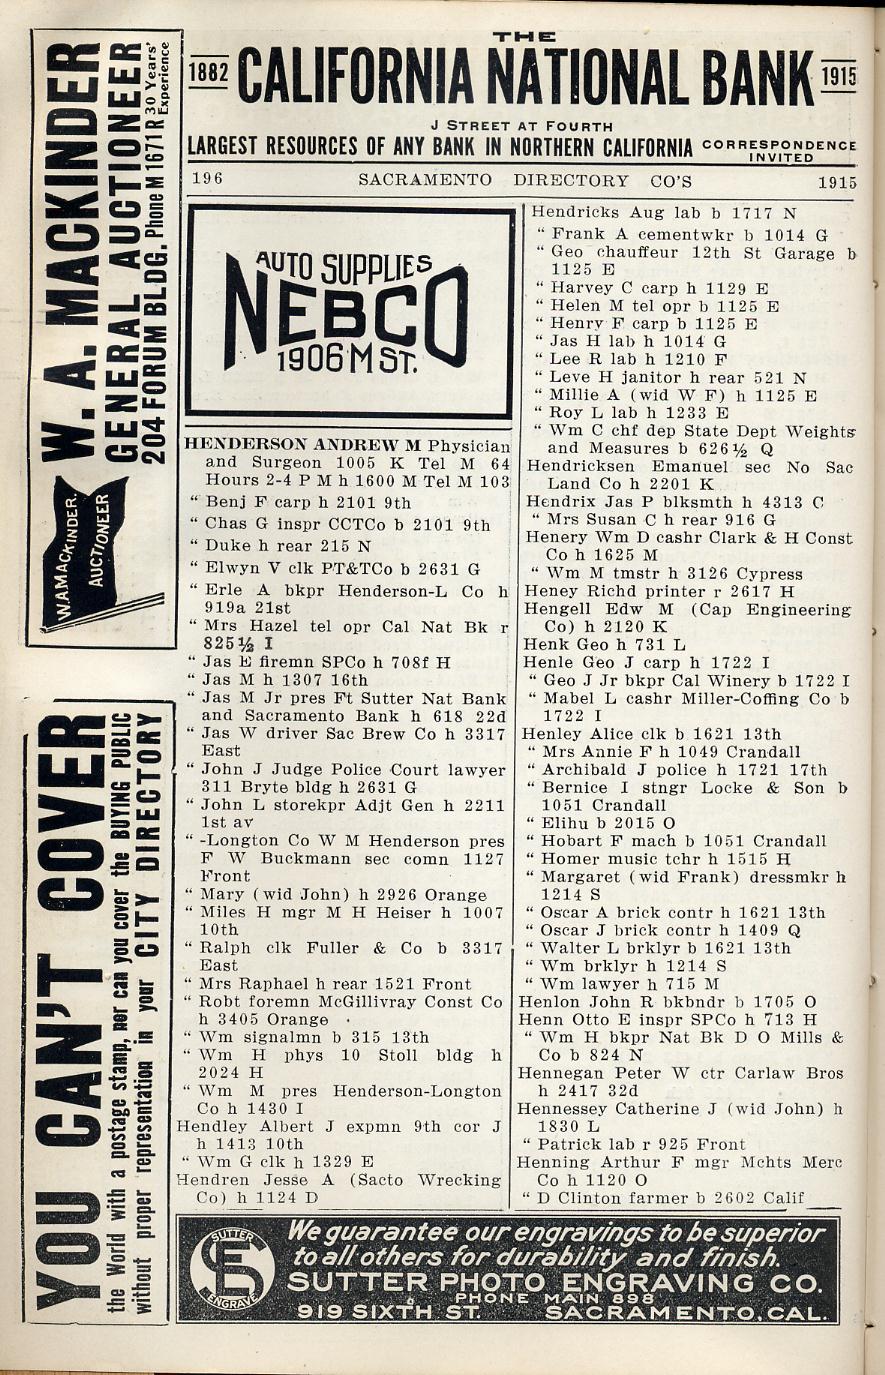 THE
1882 CALIFORNIA NATIONAL BANK 1915
J STREET AT FOURTH
LARGEST RESOURCES OF ANY BANK IN NORTHERN CALIFORNIA CORRESPONDENCE INVITED
196 SACRAMENTO DIRECTORY CO'S 1915
W. A. MACKINDER
GENERAL AUCTIONEER
204 FORUM BLDG. Phone M 1671 R 30 Years' Experience
W.A.MACKINDER.
AUCTIONEER
YOU CAN'T COVER
the World with a postage stamp, nor can you cover the BUYING PUBLIC
without proper representation in your CITY DIRECTORY
AUTO SUPPLIES
NEBCO
1906 M ST.
HENDERSON ANDREW M Physician
and Surgeon 1005 K Tel M 64
Hours 2-4 P M h 1600 M Tel M 103
" Benj F carp h 2101 9th
" Chas G inspr CCTCo b 2101 9th
" Duke h rear 215 N
" Elwyn V clk PT&TCo b 2631 G
" Erle A bkpr Henderson-L Co h
919a 21st
" Mrs Hazel tel opr Cal Nat Bk r
825½ I
" Jas E firemn SPCo h 708f H
" Jas M h 1307 16th
" Jas M Jr pres Ft Sutter Nat Bank
and Sacramento Bank h 618 22d
" Jas W driver Sac Brew Co h 3317
East
" John J Judge Police Court lawyer
311 Bryte bldg h 2631 G
" John L storekpr Adjt Gen h 2211
1st av
" -Longton Co W M Henderson pres
F W Buckmann sec comn 1127
Front
" Mary (wid John) h 2926 Orange
" Miles H mgr M H Heiser h 1007
10th
" Ralph clk Fuller & Co b 3317
East
" Mrs Raphael h rear 1521 Front
" Robt foremn McGillivray Const Co
h 3405 Orange
" Wm signalmn b 315 13th
" Wm H phys 10 Stoll bldg h
2024 H
" Wm M pres Henderson-Longton
Co h 1430 I
Hendley Albert J expmn 9th cor J
h 1413 10th
" Wm G clk h 1329 E
Hendren Jesse A (Sacto Wrecking
Co) h 1124 D
Hendricks Aug lab b 1717 N
" Frank A cementwkr b 1014 G
" Geo chauffeur 12th St Garage b
1125 E
" Harvey C carp h 1129 E
" Helen M tel opr b 1125 E
" Henry F carp b 1125 E
" Jas H lab h 1014 G
" Lee R lab h 1210 F
" Leve H janitor h rear 521 N
" Millie A (wid W F) h 1125 E
" Roy L lab h 1233 E
" Wm C chf dep State Dept Weights
and Measures b 626½ Q
Hendricksen Emanuel sec No Sac
Land Co h 2201 K
Hendrix Jas P blksmth h 4313 C
" Mrs Susan C h rear 916 G
Henery Wm D cashr Clark & H Const
Co h 1625 M
" Wm M tmstr h 3126 Cypress
Heney Richd printer r 2617 H
Hengell Edw M (Cap Engineering
Co) h 2120 K
Henk Geo h 731 L
Henle Geo J carp h 1722 I
" Geo J Jr bkpr Cal Winery b 1722 I
" Mabel L cashr Miller-Coffing Co b
1722 I
Henley Alice clk b 1621 13th
" Mrs Annie F h 1049 Crandall
" Archibald J police h 1721 17th
" Bernice I stngr Locke & Son b
1051 Crandall
" Elihu b 2015 O
" Hobart F mach b 1051 Crandall
" Homer music tchr h 1515 H
" Margaret (wid Frank) dressmkr h
1214 S
" Oscar A brick contr h 1621 13th
" Oscar J brick contr h 1409 Q
" Walter L brklyr b 1621 13th
" Wm brklyr h 1214 S
" Wm lawyer h 715 M
Henlon John R bkbndr b 1705 O
Henn Otto E inspr SPCo h 713 H
" Wm H bkpr Nat Bk D O Mills &
Co b 824 N
Hennegan Peter W ctr Carlaw Bros
h 2417 32d
Hennessey Catherine J (wid John) h
1830 L
" Patrick lab r 925 Front
Henning Arthur F mgr Mchts Merc
Co h 1120 O
" D Clinton farmer b 2602 Calif
SUTTER
SE
ENGRAVE
We guarantee our engravings to be superior
to all others for durability and finish.
SUTTER PHOTO ENGRAVING CO.
PHONE MAIN 898
919 SIXTH ST. SACRAMENTO, CAL.